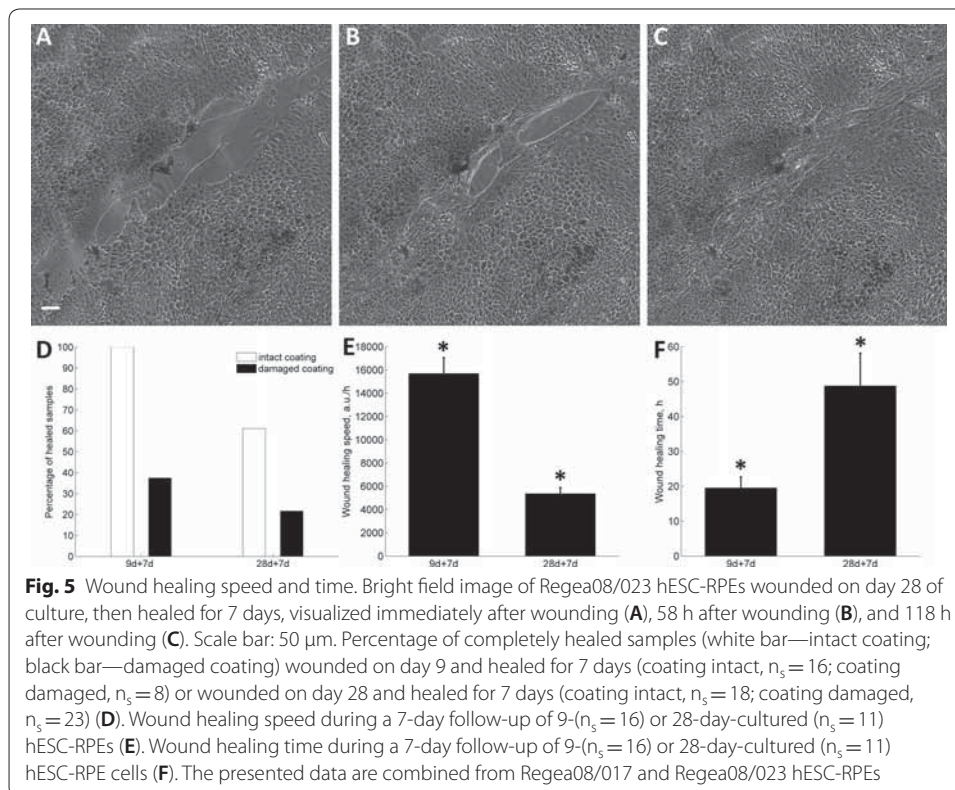 A
B
C
D
100
90
80
70
60
50
40
30
20
10
0
Percentage of healed samples
intact coating
damaged coating
9d+7d
28d+7d
E
18000
16000
14000
12000
10000
8000
6000
4000
2000
0
Wound healing speed, a.u./h
*
*
9d+7d
28d+7d
F
60
50
40
30
20
10
0
Wound healing time, h
*
*
9d+7d
28d+7d
Fig. 5 Wound healing speed and time. Bright field image of Regea08/023 hESC-RPEs wounded on day 28 of
culture, then healed for 7 days, visualized immediately after wounding (A), 58 h after wounding (B), and 118 h
after wounding (C). Scale bar: 50 μm. Percentage of completely healed samples (white bar—intact coating;
black bar—damaged coating) wounded on day 9 and healed for 7 days (coating intact, nₛ = 16; coating
damaged, nₛ = 8) or wounded on day 28 and healed for 7 days (coating intact, nₛ = 18; coating damaged,
nₛ = 23) (D). Wound healing speed during a 7-day follow-up of 9-(nₛ = 16) or 28-day-cultured (nₛ = 11)
hESC-RPEs (E). Wound healing time during a 7-day follow-up of 9-(nₛ = 16) or 28-day-cultured (nₛ = 11)
hESC-RPE cells (F). The presented data are combined from Regea08/017 and Regea08/023 hESC-RPEs